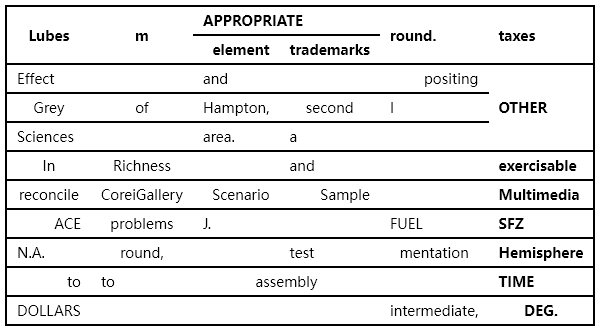 APPROPRIATE
Lubes m round. taxes
element trademarks
Effect and positing
Grey of Hampton, second I OTHER
Sciences area. a
In Richness and exercisable
reconcile CoreiGallery Scenario Sample Multimedia
ACE problems J. FUEL SFZ
N.A. round, test mentation Hemisphere
to to assembly TIME
DOLLARS intermediate, DEG.